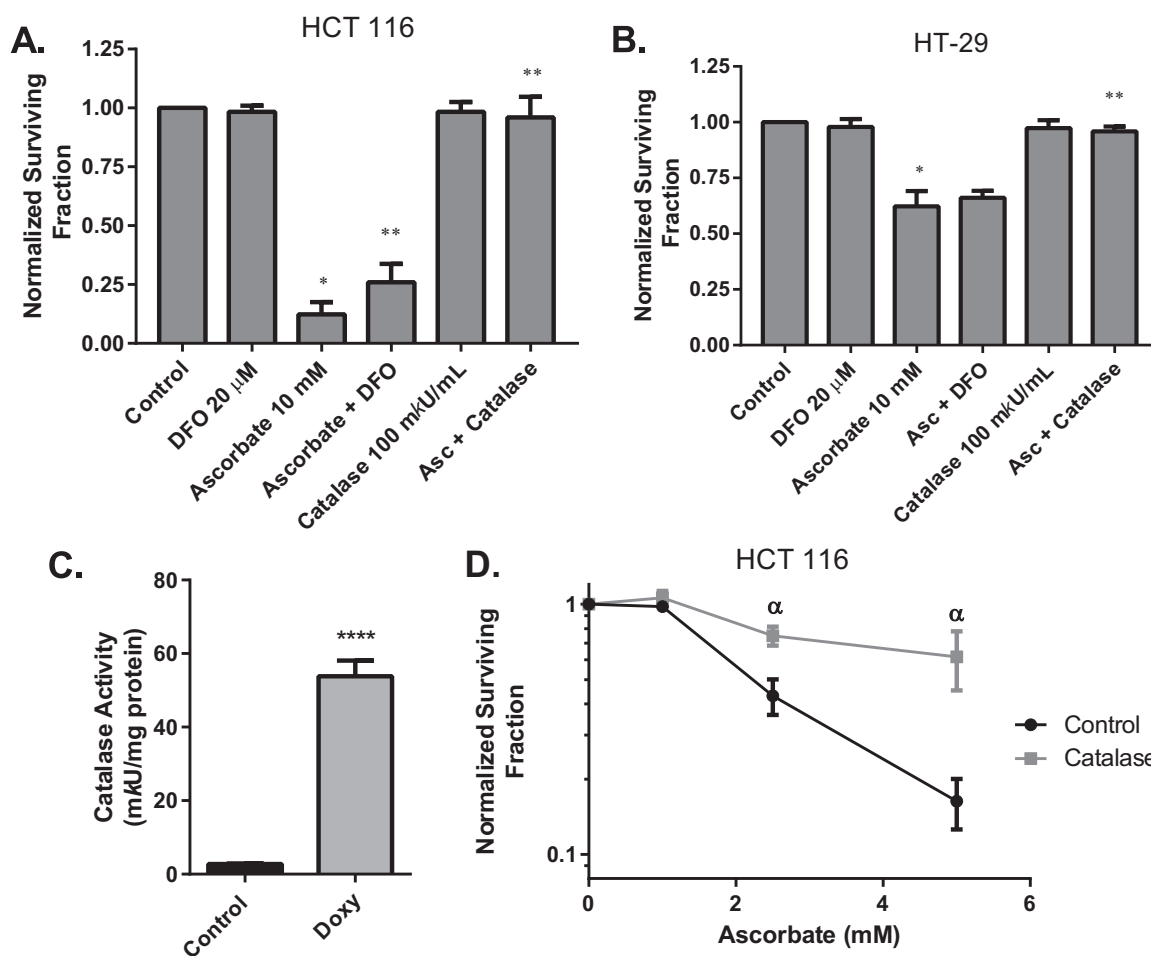 A.
HCT 116
Normalized Surviving
Fraction
1.25
1.00
0.75
0.50
0.25
0.00
*
**
**
Control
DFO 20 μM
Ascorbate 10 mM
Ascorbate + DFO
Catalase 100 mkU/mL
Asc + Catalase
B.
HT-29
Normalized Surviving
Fraction
1.25
1.00
0.75
0.50
0.25
0.00
*
**
Control
DFO 20 μM
Ascorbate 10 mM
Asc + DFO
Catalase 100 mkU/mL
Asc + Catalase
C.
Catalase Activity
(mkU/mg protein)
80
60
40
20
0
****
Control
Doxy
D.
HCT 116
Normalized Surviving
Fraction
1
0.1
α
α
0
2
4
6
Ascorbate (mM)
Control
Catalase